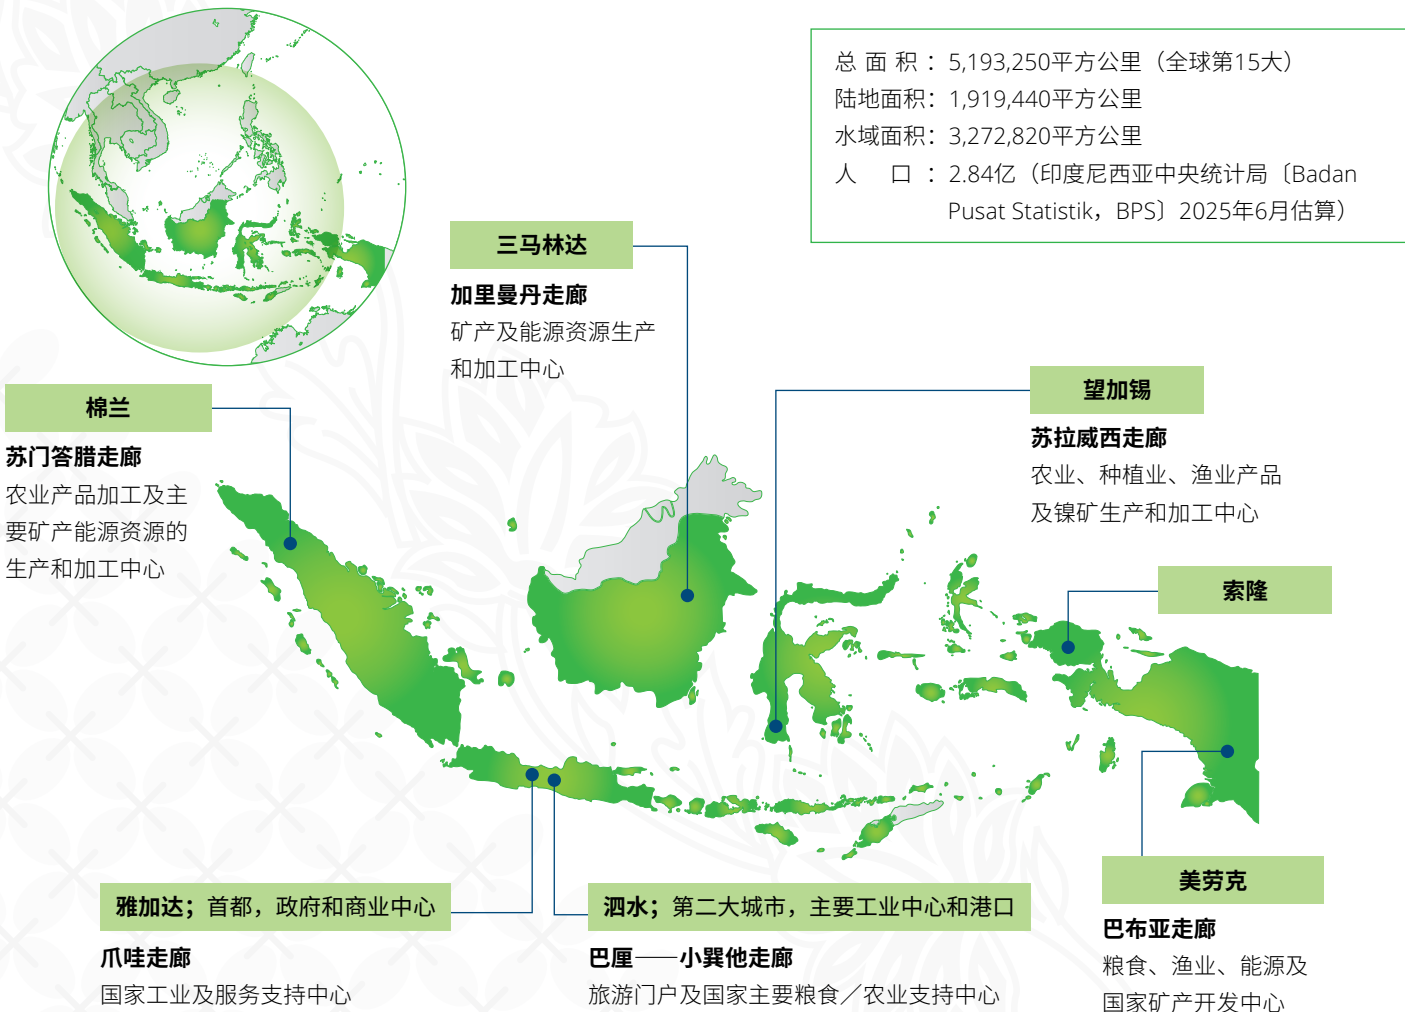 总面积：5,193,250平方公里（全球第15大）
陆地面积：1,919,440平方公里
水域面积：3,272,820平方公里
人口：2.84亿（印度尼西亚中央统计局〔Badan
Pusat Statistik，BPS〕2025年6月估算）
三马林达
加里曼丹走廊
矿产及能源资源生产
和加工中心
棉兰
苏门答腊走廊
农业产品加工及主
要矿产能源资源的
生产和加工中心
望加锡
苏拉威西走廊
农业、种植业、渔业产品
及镍矿生产和加工中心
索隆
雅加达；首都，政府和商业中心
爪哇走廊
国家工业及服务支持中心
泗水；第二大城市，主要工业中心和港口
巴厘——小巽他走廊
旅游门户及国家主要粮食／农业支持中心
美劳克
巴布亚走廊
粮食、渔业、能源及
国家矿产开发中心